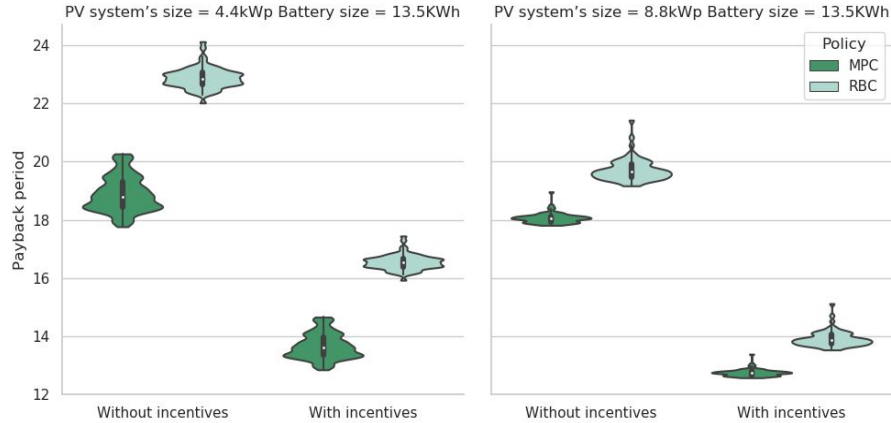 PV system's size = 4.4kWp Battery size = 13.5KWh
PV system's size = 8.8kWp Battery size = 13.5KWh
Policy
MPC
RBC
Payback period
24
22
20
18
16
14
12
Without incentives
With incentives
Without incentives
With incentives